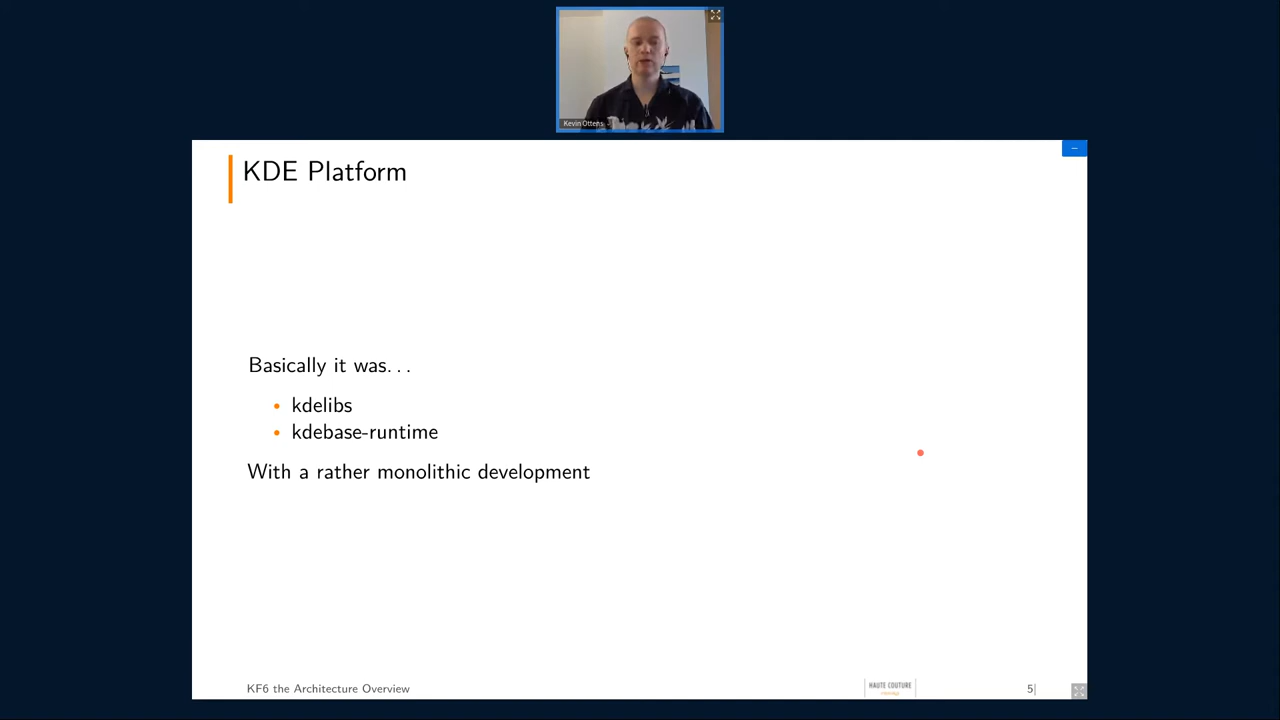 Kevin Ottens
KDE Platform
Basically it was...
• kdelibs
• kdebase-runtime
With a rather monolithic development
KF6 the Architecture Overview
HAUTE COUTURE
5|